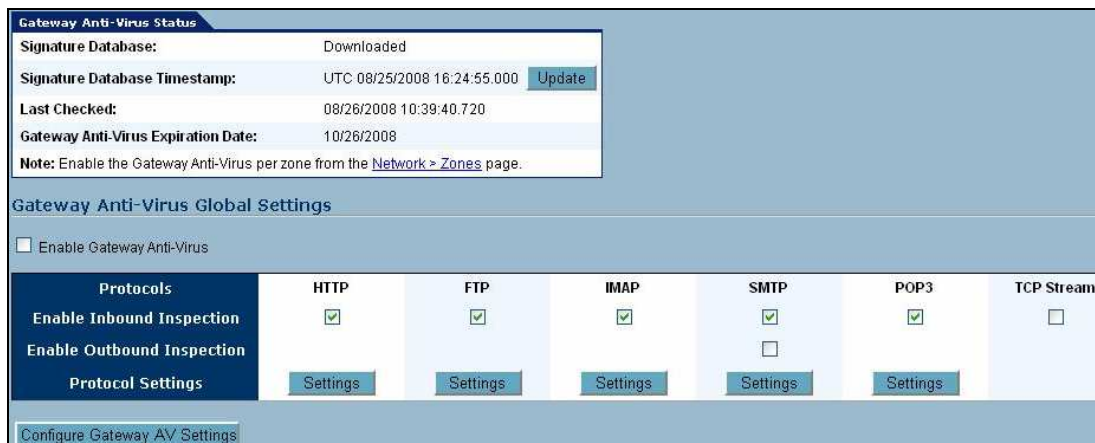 Gateway Anti-Virus Status
Signature Database: Downloaded
Signature Database Timestamp: UTC 08/25/2008 16:24:55.000 Update
Last Checked: 08/26/2008 10:39:40.720
Gateway Anti-Virus Expiration Date: 10/26/2008
Note: Enable the Gateway Anti-Virus per zone from the Network > Zones page.
Gateway Anti-Virus Global Settings
Enable Gateway Anti-Virus
Protocols HTTP FTP IMAP SMTP POP3 TCP Stream
Enable Inbound Inspection
Enable Outbound Inspection
Protocol Settings Settings Settings Settings Settings Settings
Configure Gateway AV Settings